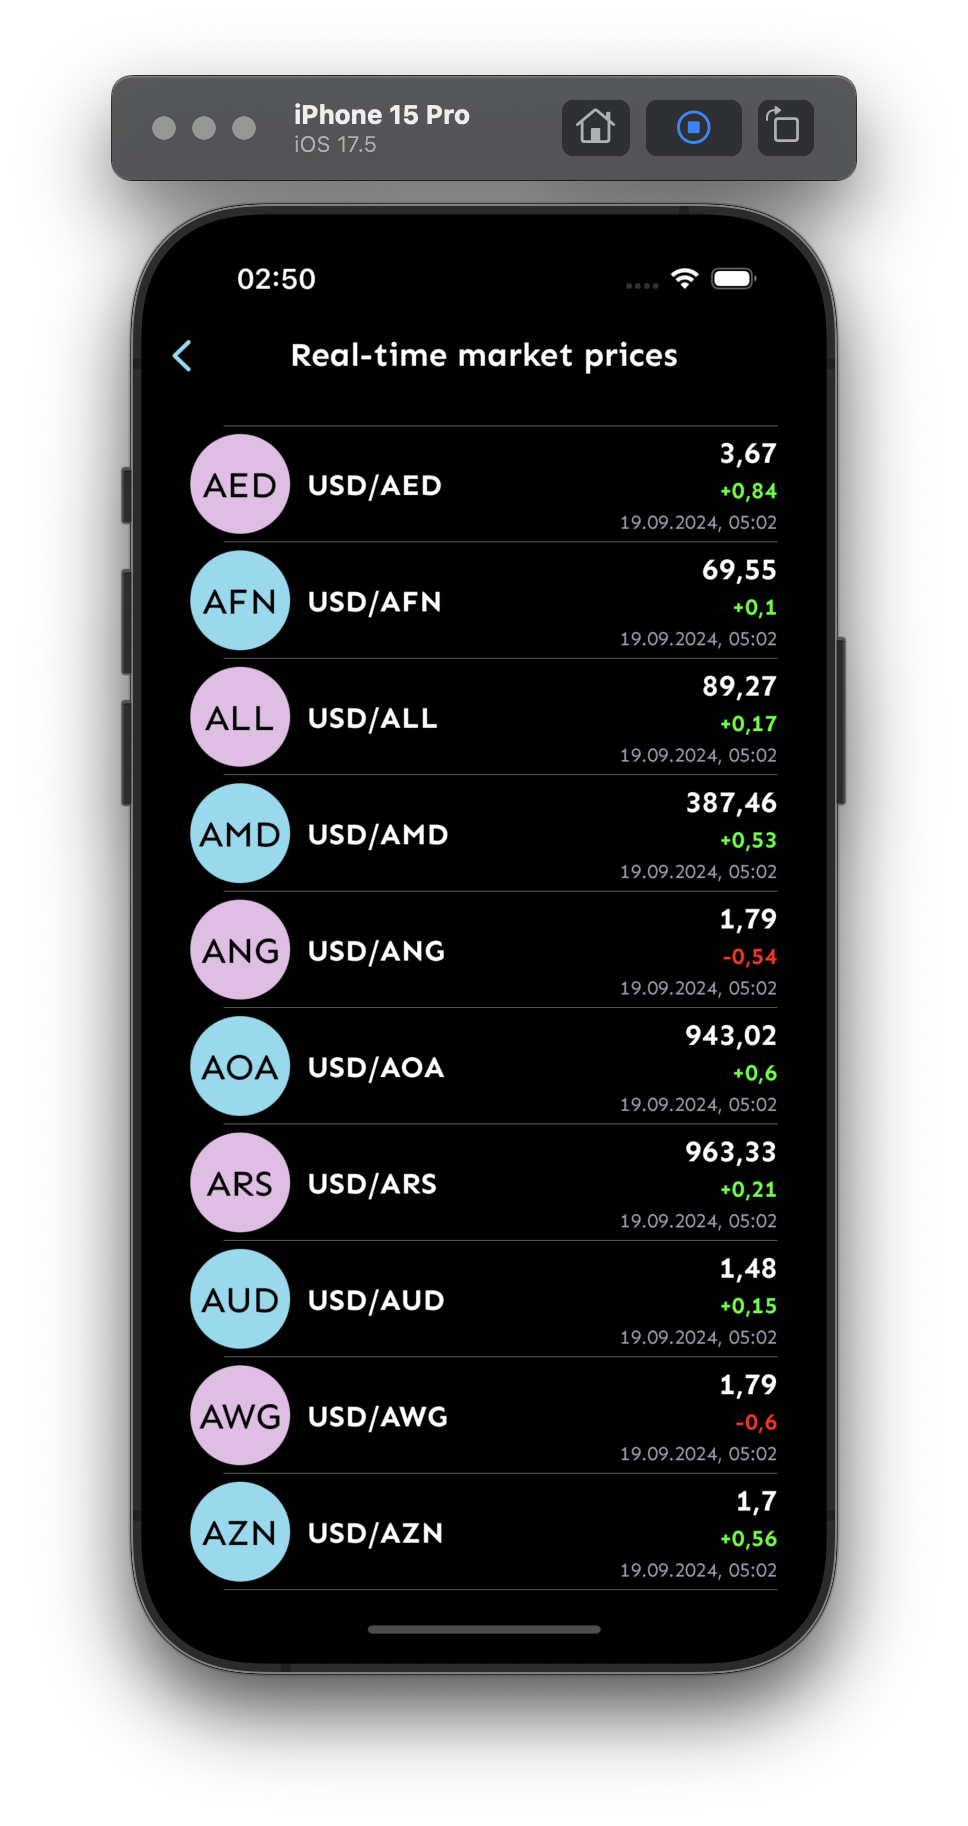 iPhone 15 Pro
iOS 17.5
02:50
Real-time market prices
AED
USD/AED
3,67
+0,84
19.09.2024, 05:02
AFN
USD/AFN
69,55
+0,1
19.09.2024, 05:02
ALL
USD/ALL
89,27
+0,17
19.09.2024, 05:02
AMD
USD/AMD
387,46
+0,53
19.09.2024, 05:02
ANG
USD/ANG
1,79
-0,54
19.09.2024, 05:02
AOA
USD/AOA
943,02
+0,6
19.09.2024, 05:02
ARS
USD/ARS
963,33
+0,21
19.09.2024, 05:02
AUD
USD/AUD
1,48
+0,15
19.09.2024, 05:02
AWG
USD/AWG
1,79
-0,6
19.09.2024, 05:02
AZN
USD/AZN
1,7
+0,56
19.09.2024, 05:02